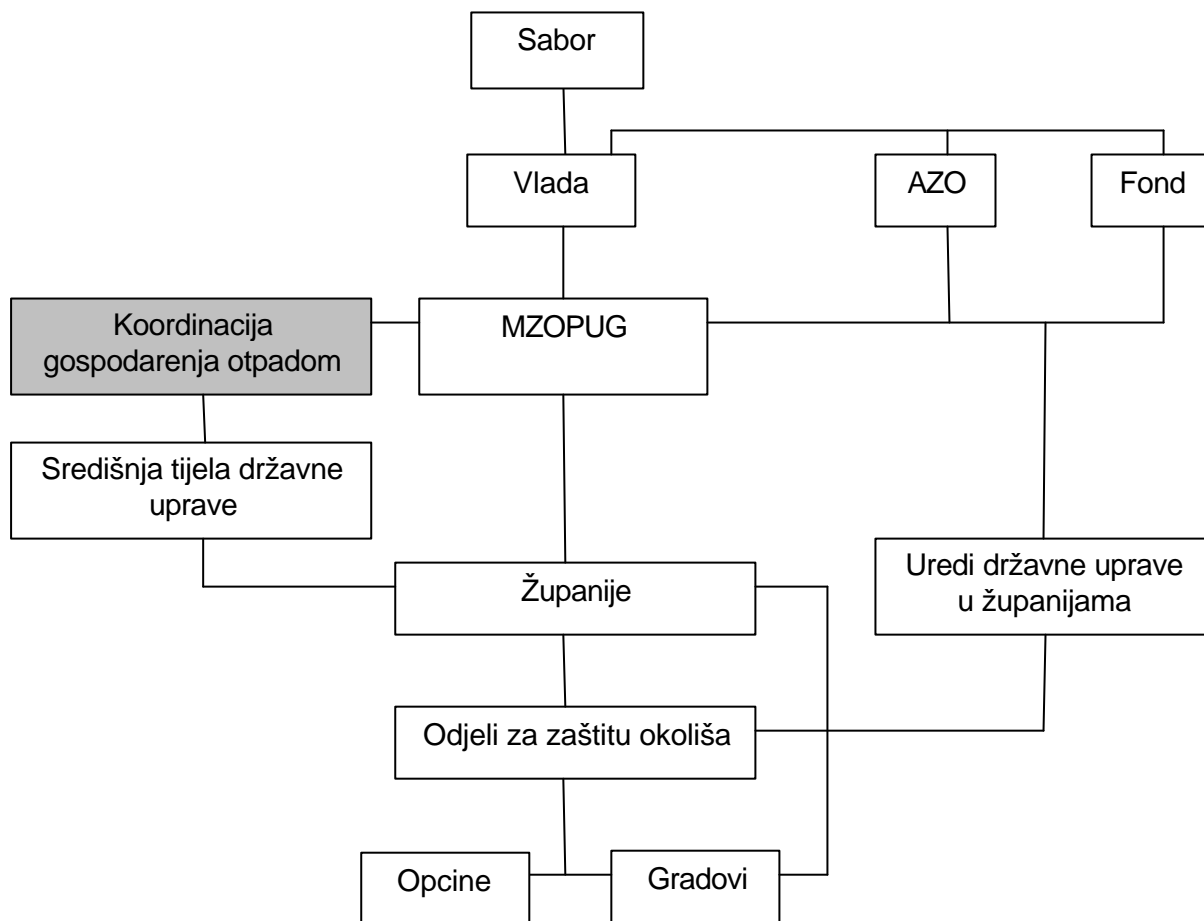 Sabor
Vlada
AZO
Fond
Koordinacija
gospodarenja otpadom
MZOPUG
Središnja tijela državne
uprave
Županije
Uredi državne uprave
u županijama
Odjeli za zaštitu okoliša
Opcine
Gradovi